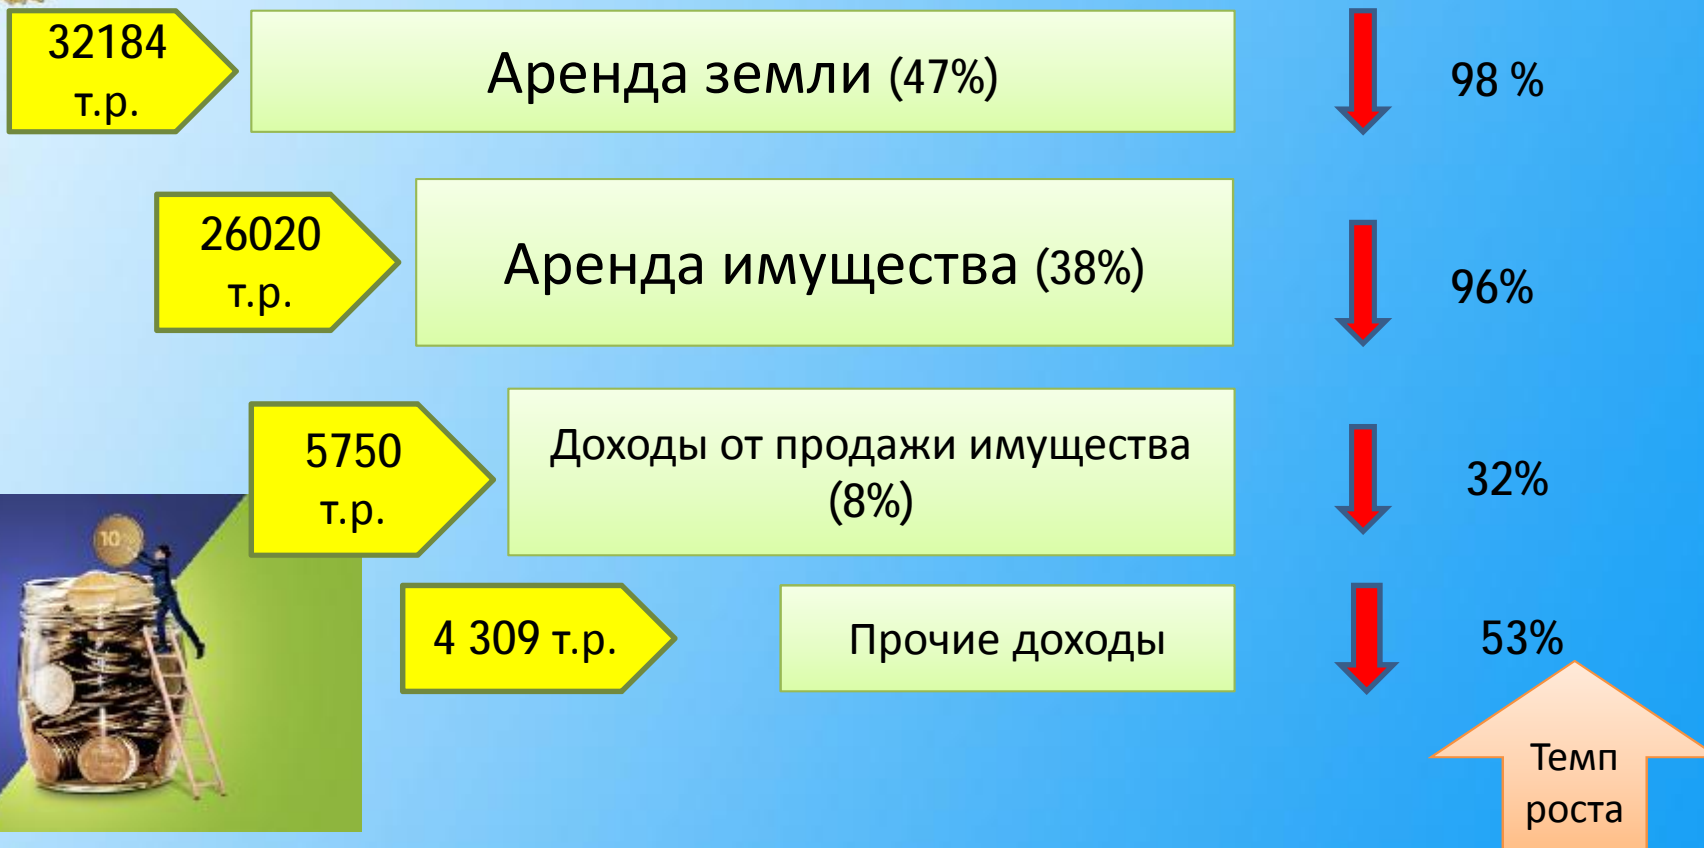 32184
т.р.
Аренда земли (47%)
98 %
26020
т.р.
Аренда имущества (38%)
96%
5750
т.р.
Доходы от продажи имущества
(8%)
32%
10
4 309 т.р.
Прочие доходы
53%
Темп
роста